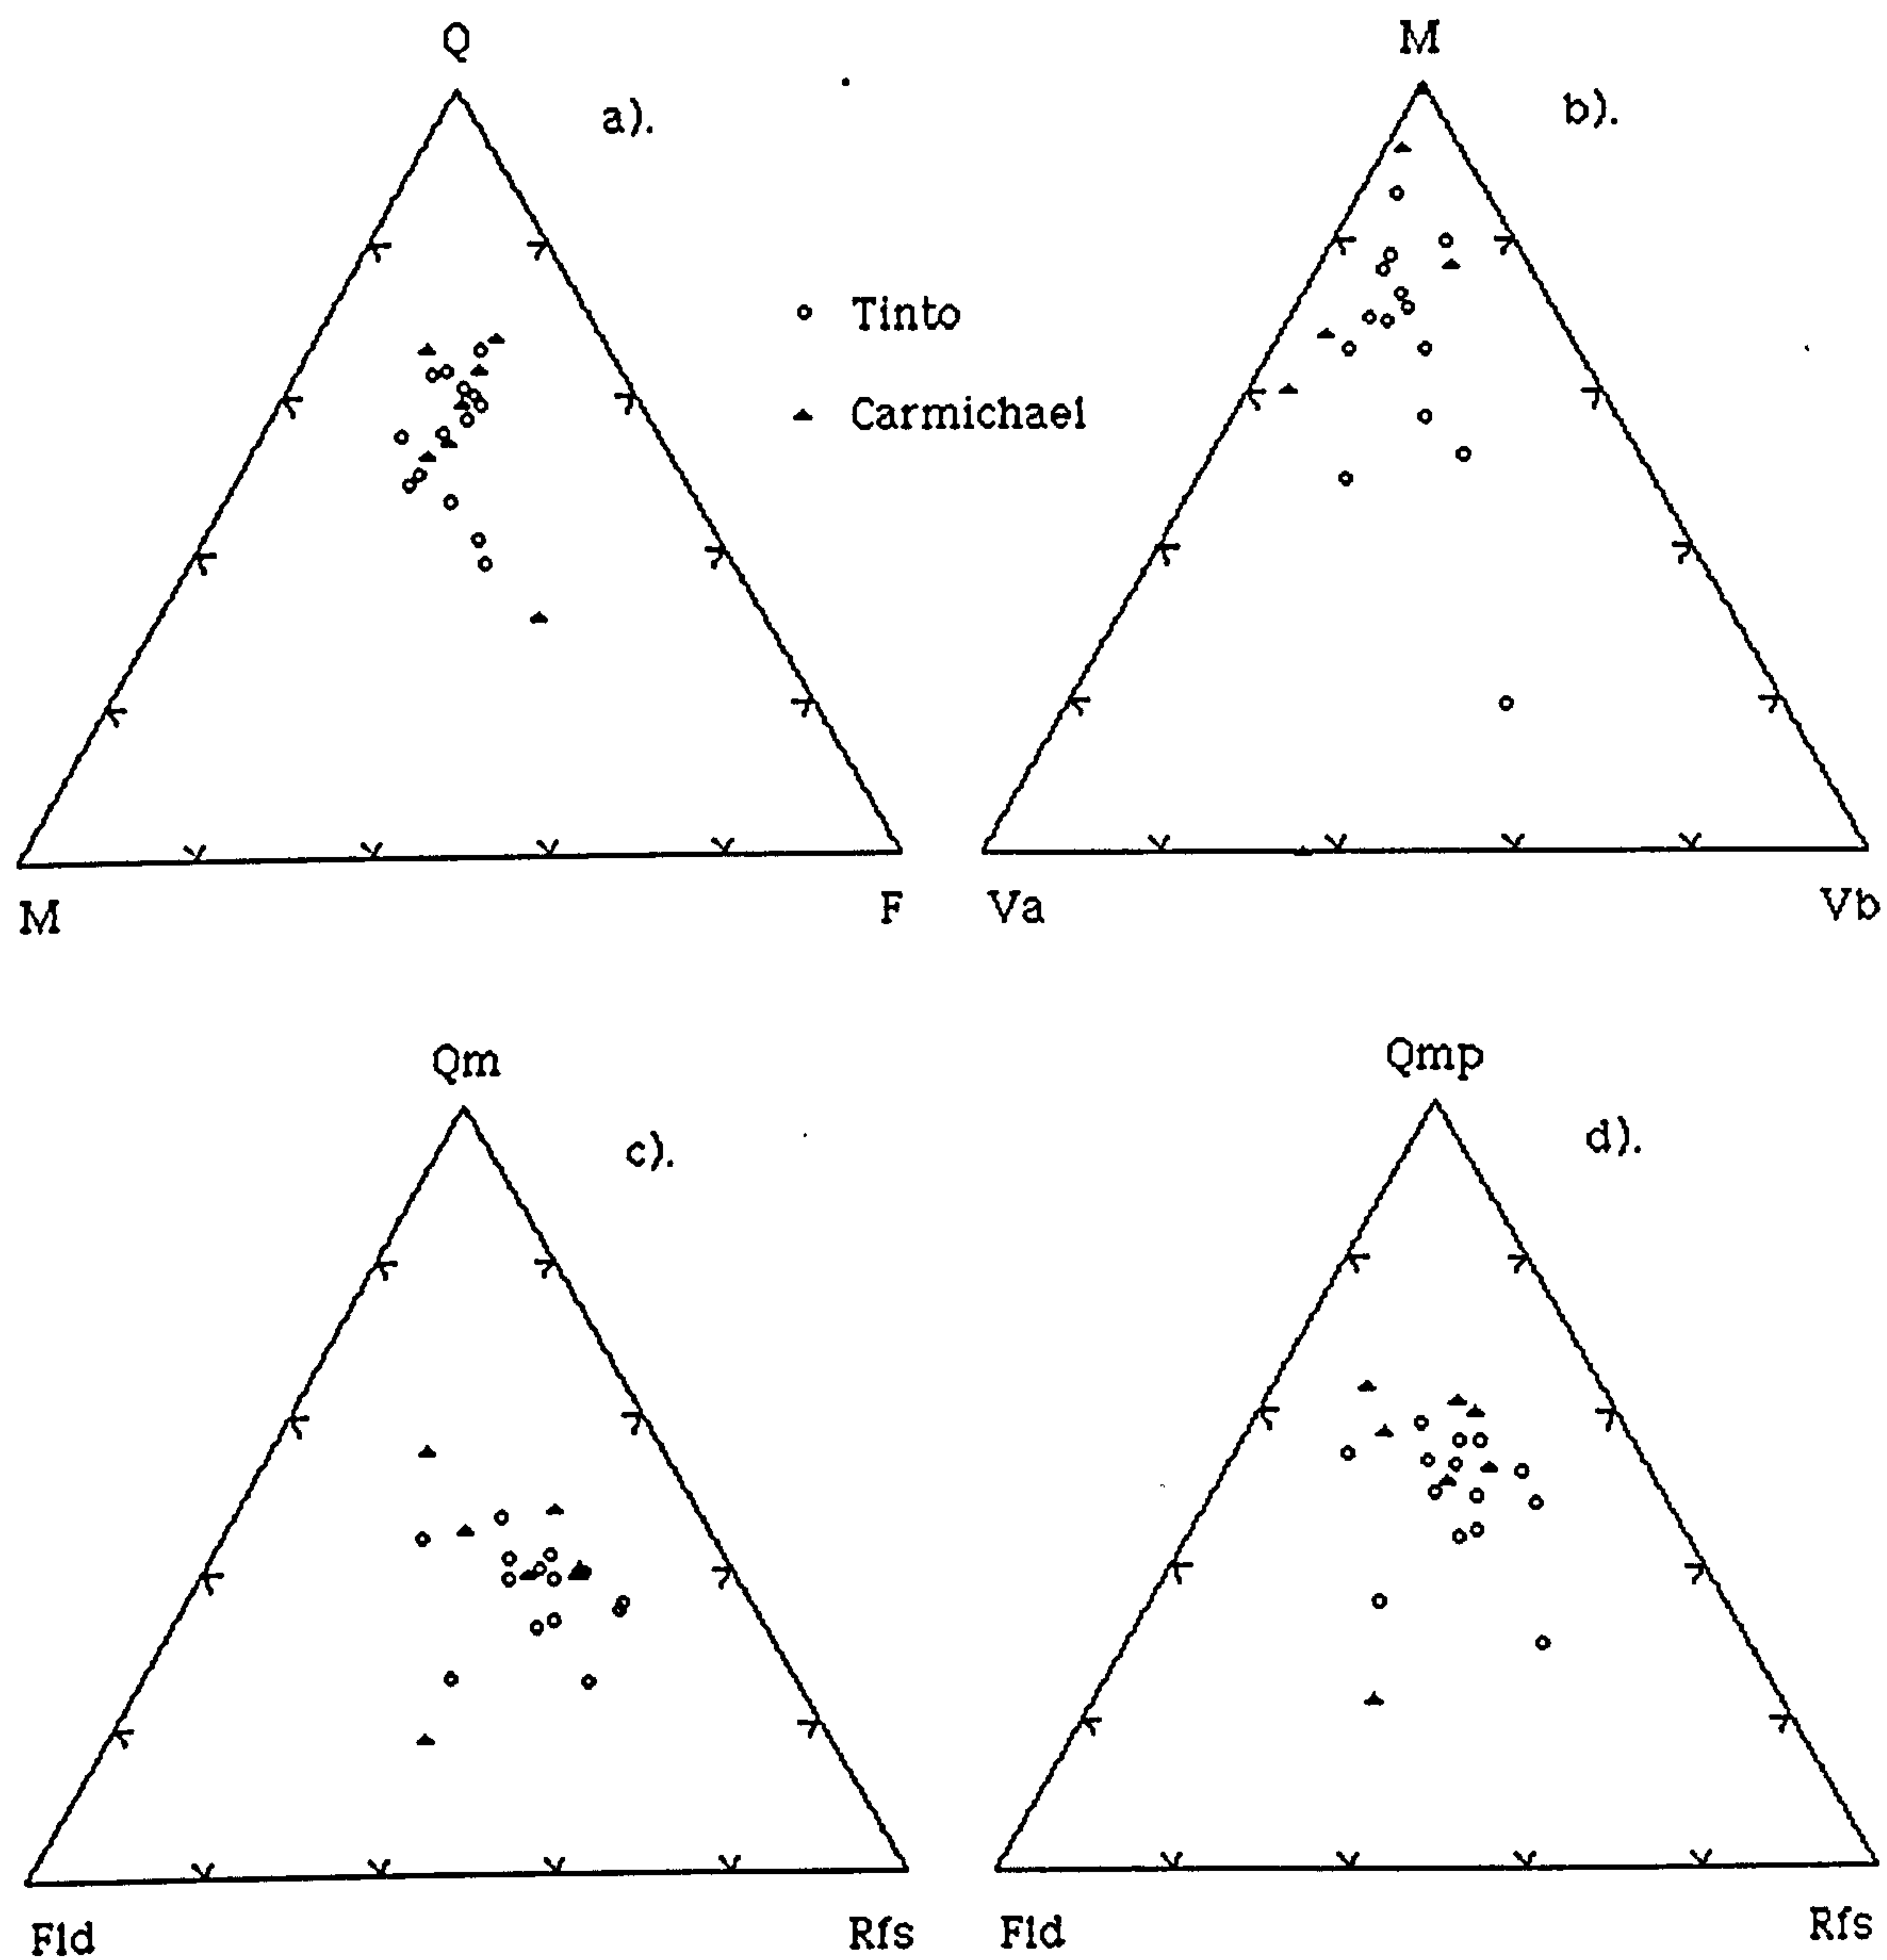 Q
a).
M
b).
Tinto
Carmichael
M
F
Va
Vb
Qm
c).
Qmp
d).
Fld
Rfs
Fld
Rfs